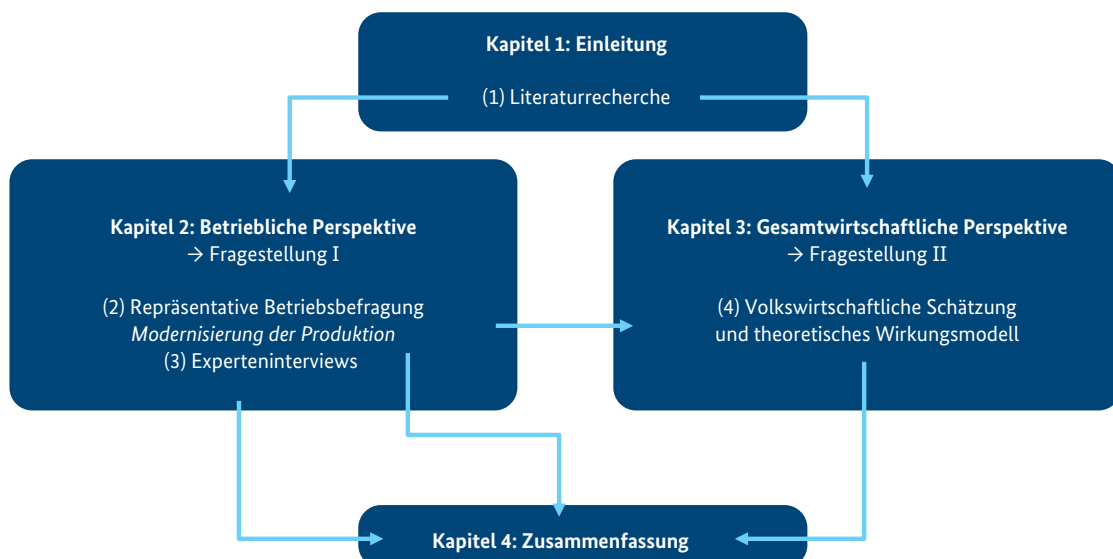 Kapitel 1: Einleitung
(1) Literaturrecherche
Kapitel 2: Betriebliche Perspektive
→ Fragestellung I
(2) Repräsentative Betriebsbefragung
Modernisierung der Produktion
(3) Experteninterviews
Kapitel 3: Gesamtwirtschaftliche Perspektive
→ Fragestellung II
(4) Volkswirtschaftliche Schätzung
und theoretisches Wirkungsmodell
Kapitel 4: Zusammenfassung